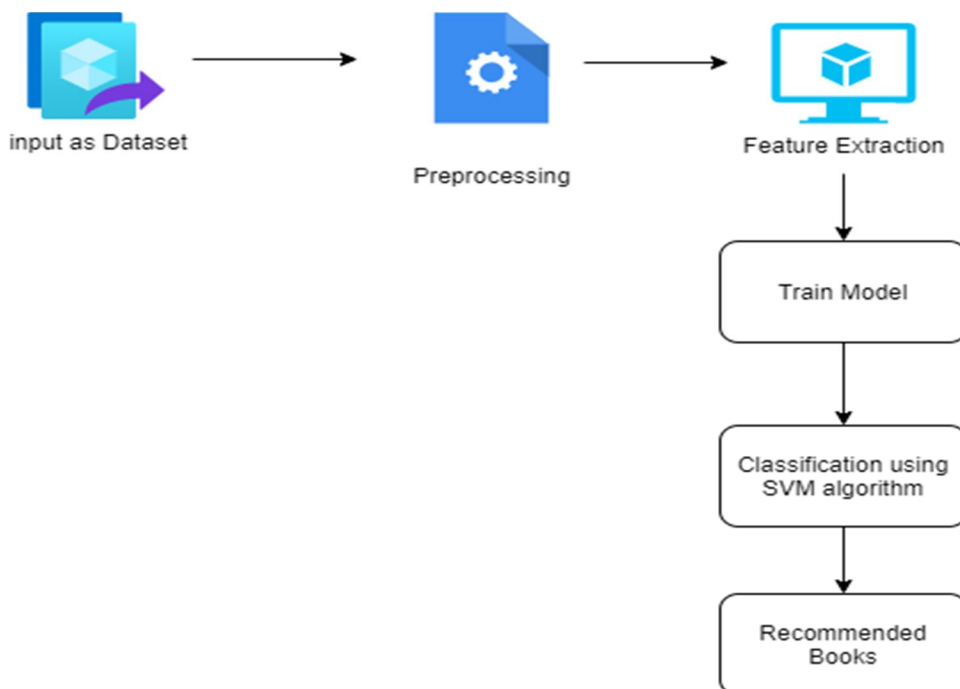 input as Dataset
Preprocessing
Feature Extraction
Train Model
Classification using
SVM algorithm
Recommended
Books